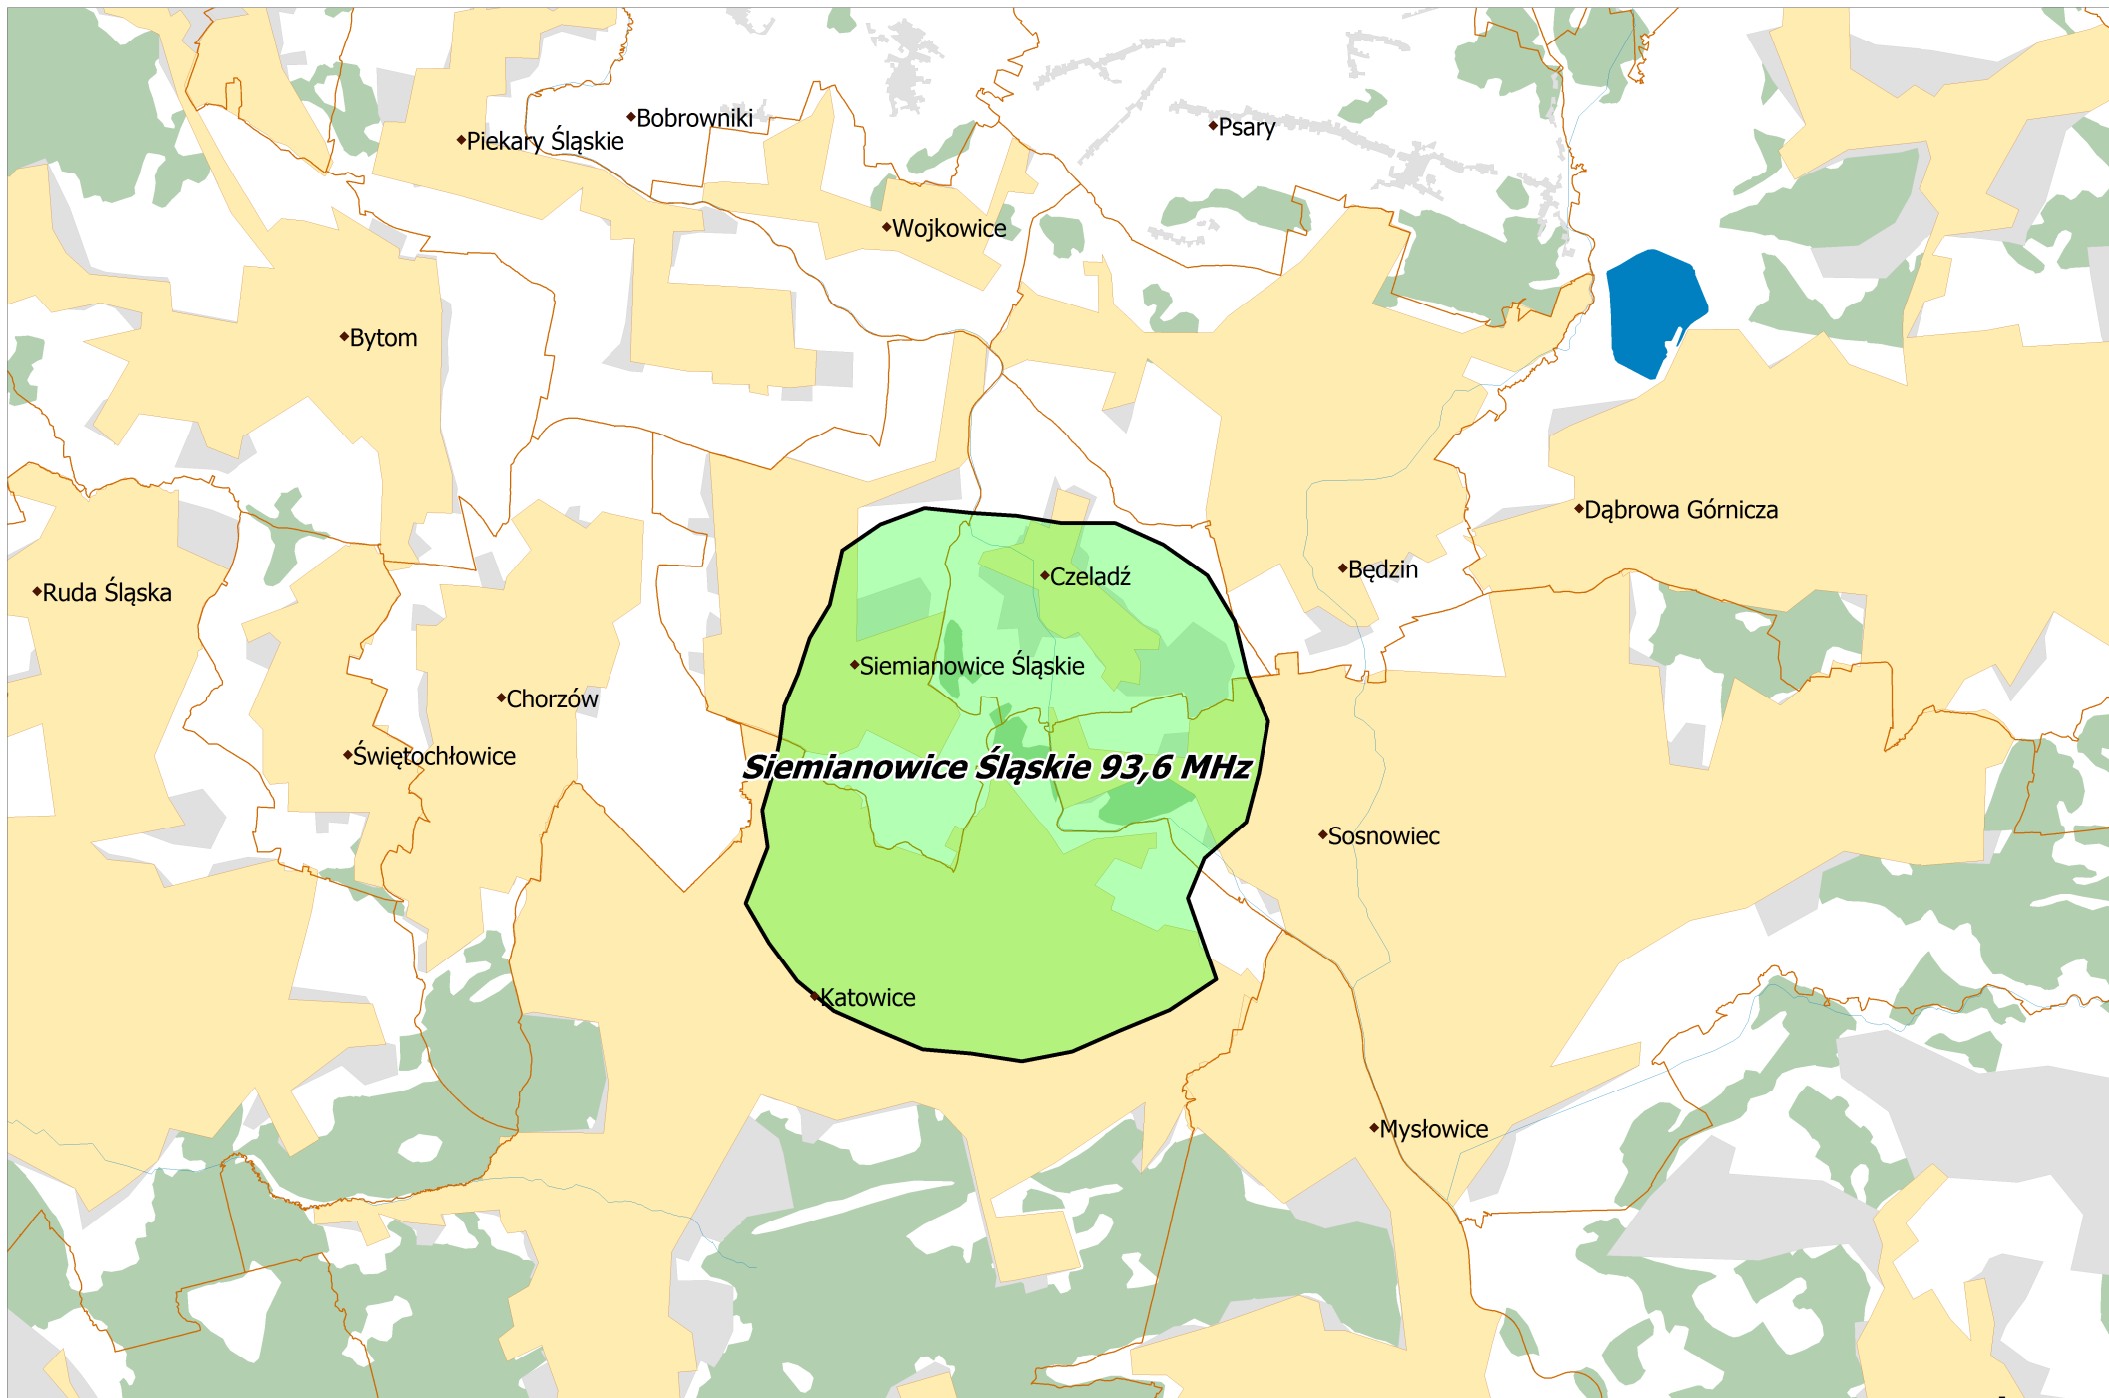 Bobrowniki
Psary
Piekary Śląskie
Wojkowice
Bytom
Dąbrowa Górnicza
Będzin
Czeladź
Ruda Śląska
Siemianowice Śląskie
Chorzów
Świętochłowice
Siemianowice Śląskie 93,6 MHz
Sosnowiec
Katowice
Mysłowice